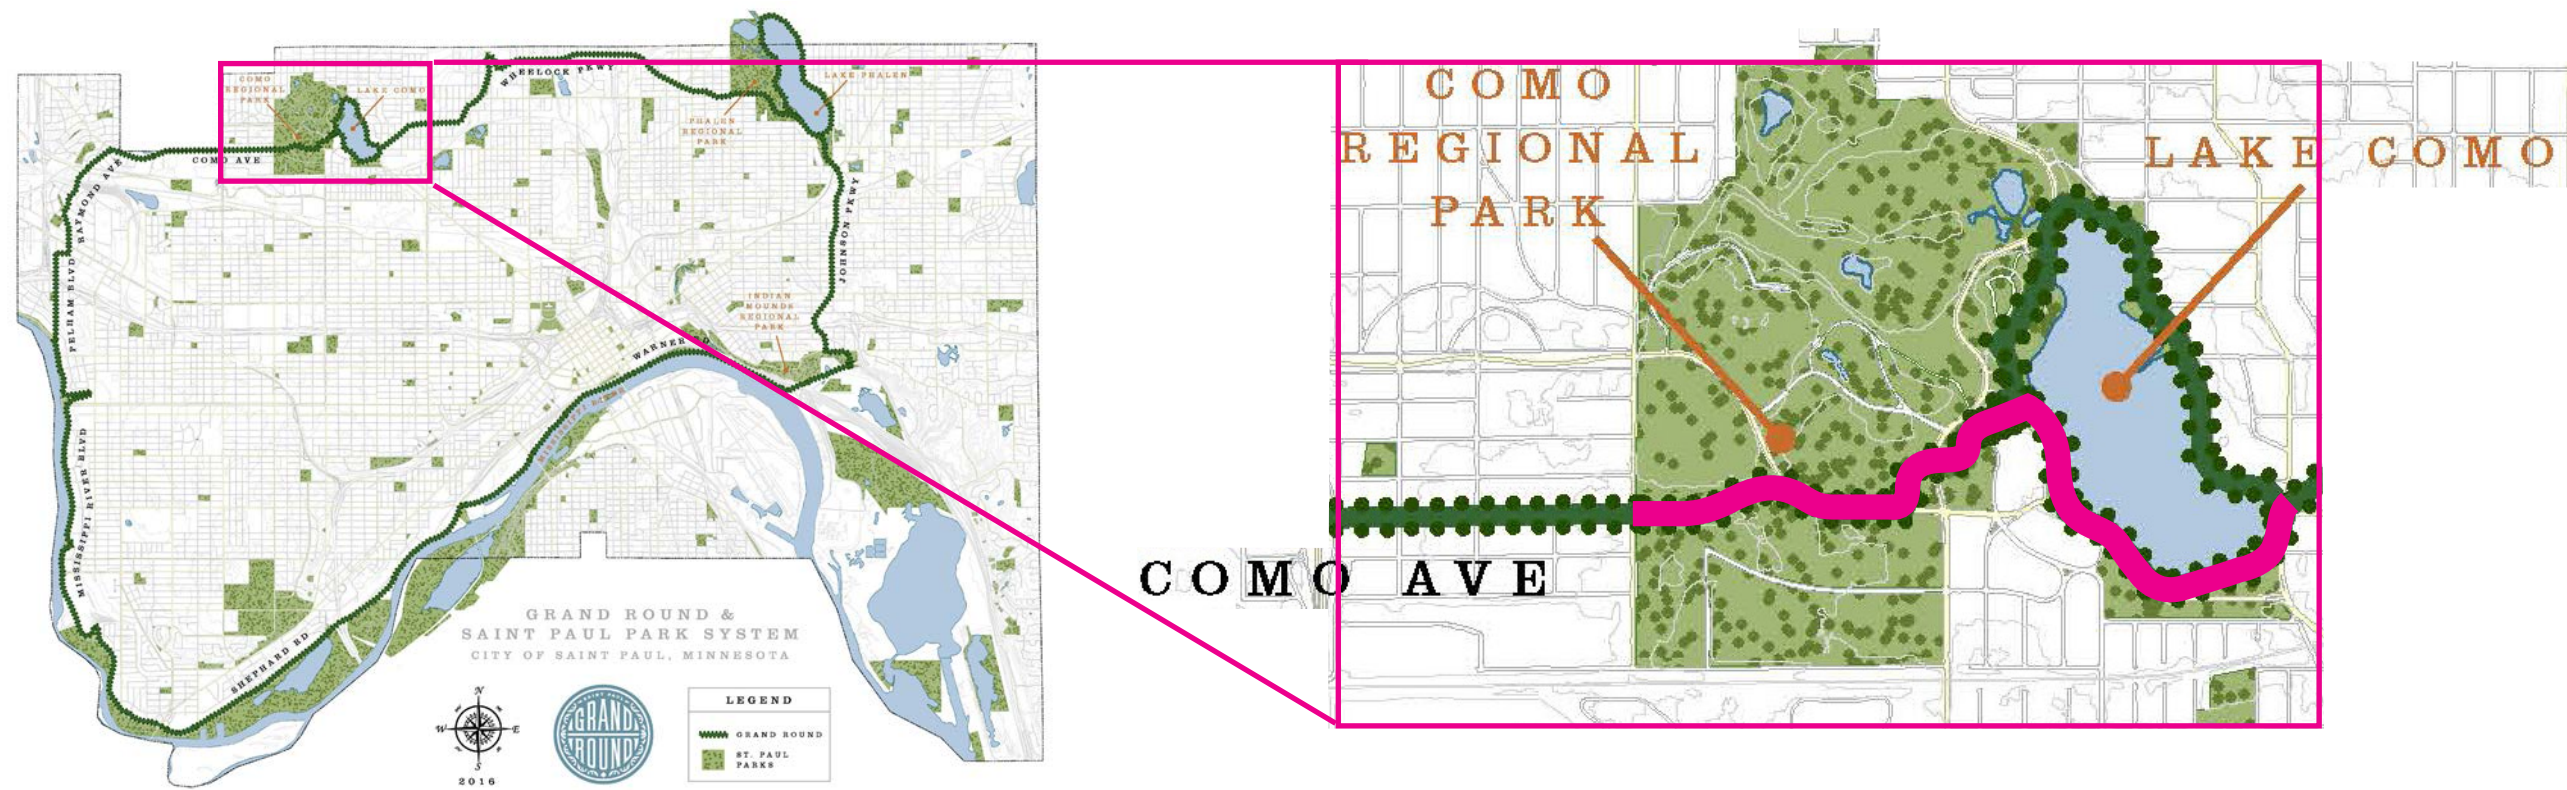 COMO
REGIONAL
PARK
LAKE COMO
WHEELOCK PKWY
LAKE PHALEN
PHALEN
REGIONAL
PARK
COMO AVE
RAYMOND AVE
PELHAM BLVD
JOHNSON PKWY
INDIAN
MOUNDS
REGIONAL
PARK
WARNER RD
MISSISSIPPI RIVER
MISSISSIPPI RIVER BLVD
SHEPHARD RD
GRAND ROUND &
SAINT PAUL PARK SYSTEM
CITY OF SAINT PAUL, MINNESOTA
N
W
E
S
2016
GRAND
ROUND
LEGEND
GRAND ROUND
ST. PAUL
PARKS
COMO
REGIONAL
PARK
LAKE COMO
COMO AVE